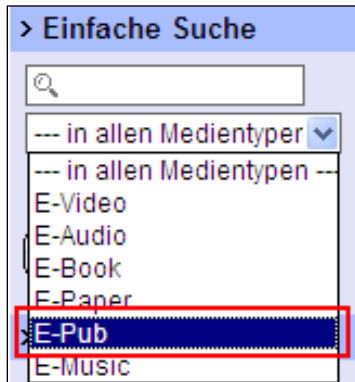 > Einfache Suche
--- in allen Medientyper
--- in allen Medientypen ---
E-Video
E-Audio
E-Book
E-Paper
E-Pub
E-Music